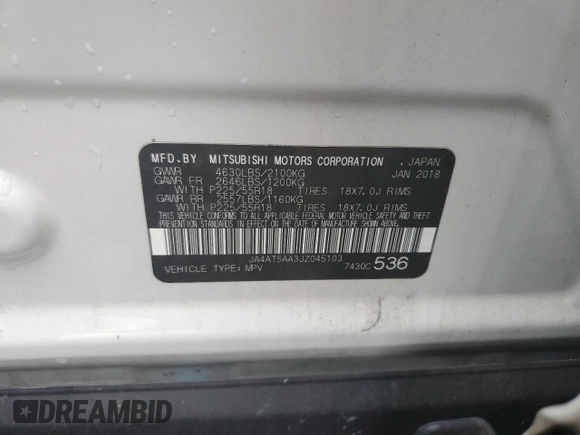 MFD.BY MITSUBISHI MOTORS CORPORATION . JAPAN
GVWR 4630LBS/2100KG JAN 2018
GAWR FR 2646LBS/1200KG
WITH P225/55R18 TIRES 18X7.0J RIMS
GAWR RR 2557LBS/1160KG
WITH P225/55R18 TIRES 18X7.0J RIMS
THIS VEHICLE CONFORMS TO ALL APPLICABLE FEDERAL MOTOR VEHICLE SAFETY AND THEFT
PREVENTION STANDARDS IN EFFECT ON THE DATE OF MANUFACTURE SHOWN ABOVE.
JA4AT5AA3JZ045103
VEHICLE TYPE:MPV 7430C 536
DREAMBID